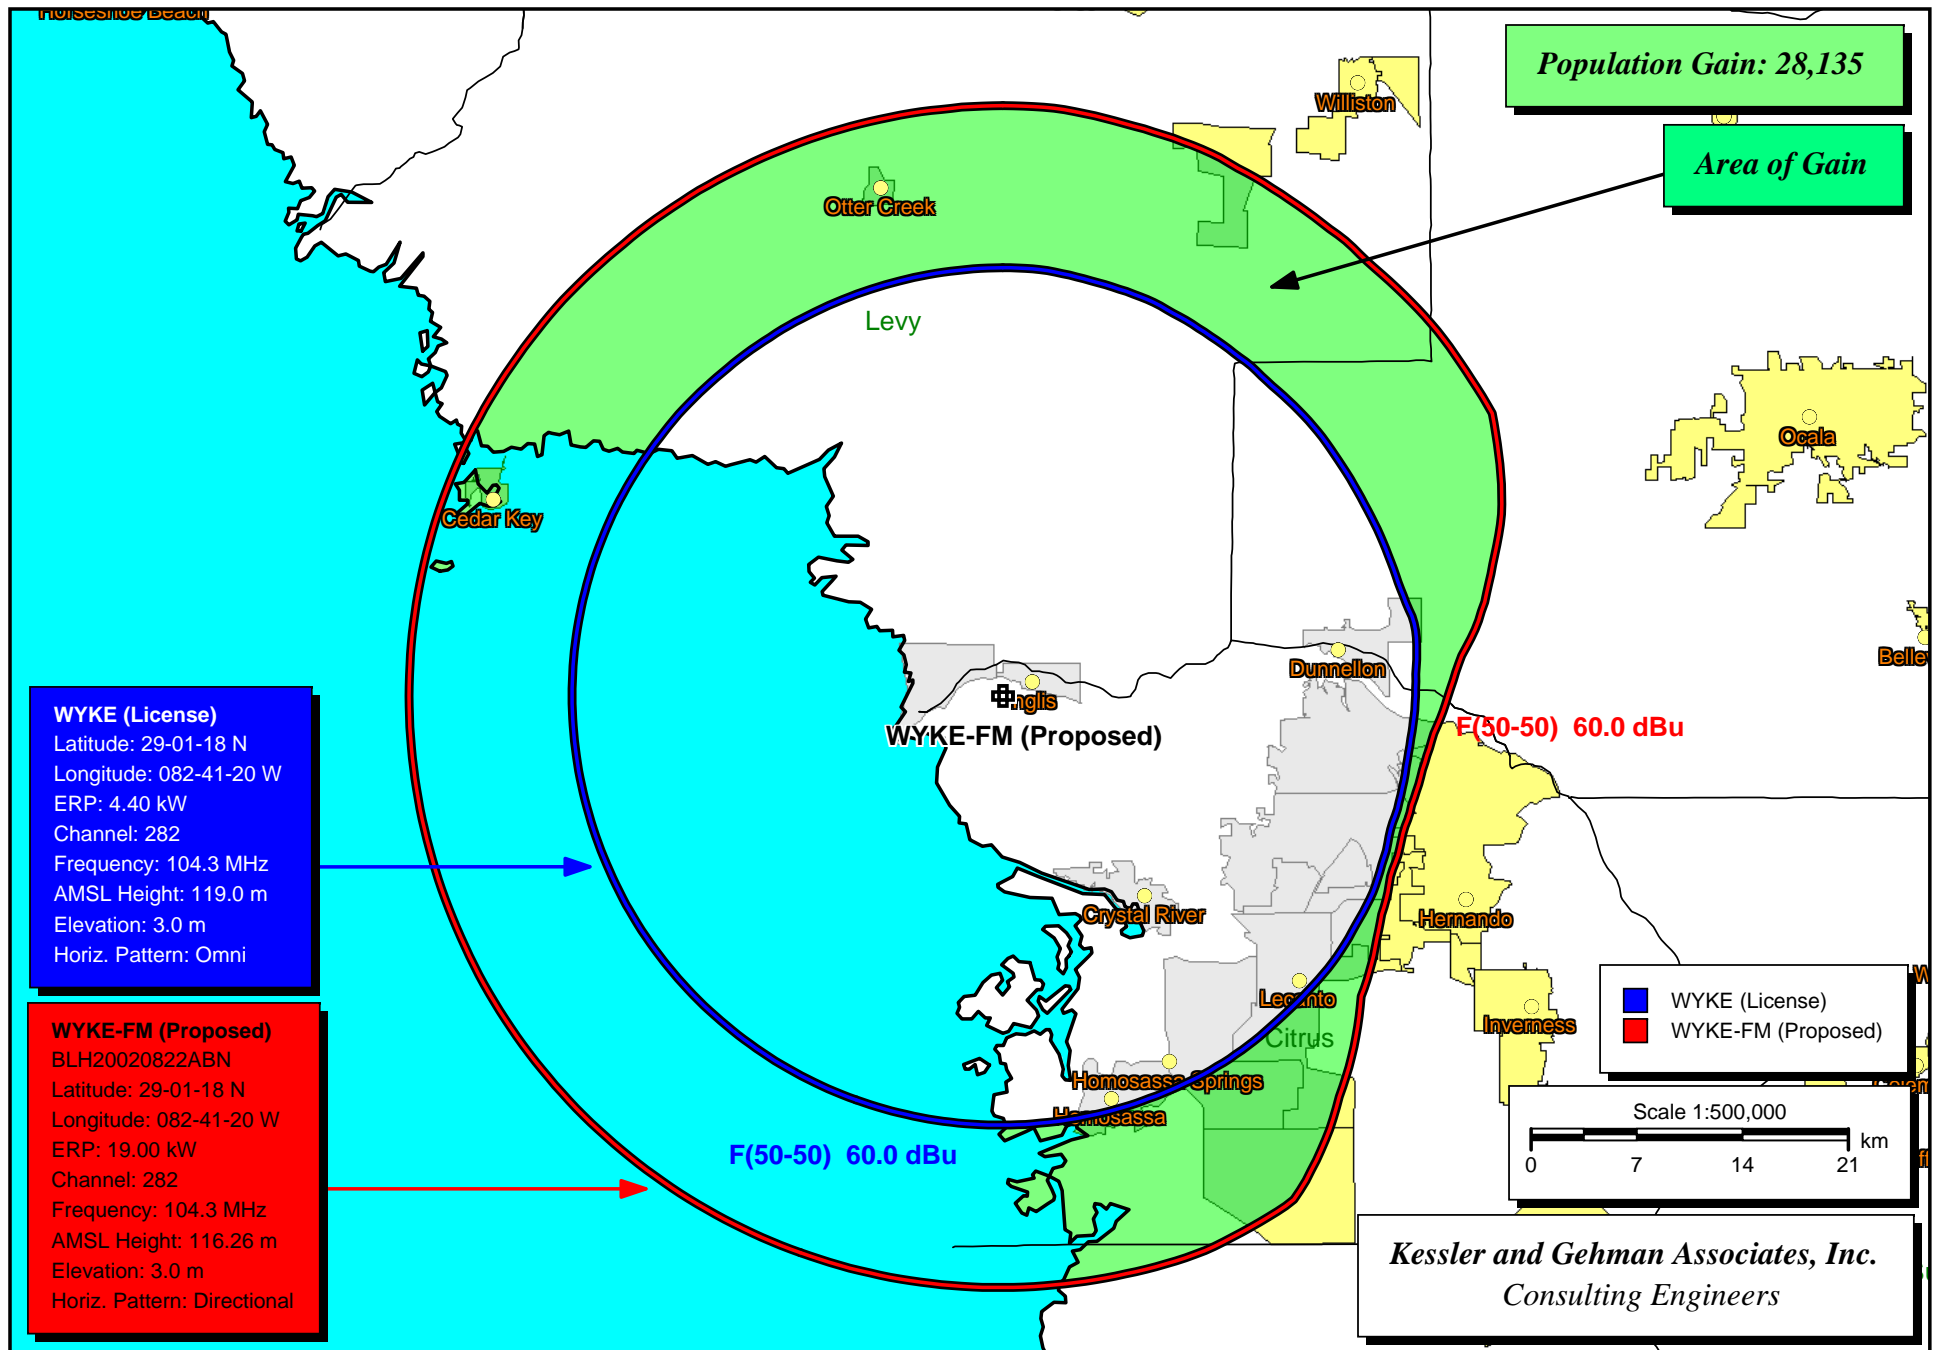 Horseshoe Beach
Population Gain: 28,135
Williston
Area of Gain
Otter Creek
Levy
Ocala
Cedar Key
Dunnellon
Belle
nglis
WYKE-FM (Proposed)
F(50-50) 60.0 dBu
WYKE (License)
Latitude: 29-01-18 N
Longitude: 082-41-20 W
ERP: 4.40 kW
Channel: 282
Frequency: 104.3 MHz
AMSL Height: 119.0 m
Elevation: 3.0 m
Horiz. Pattern: Omni
Crystal River
Hernando
Lecanto
Inverness
Citrus
W
WYKE (License)
WYKE-FM (Proposed)
WYKE-FM (Proposed)
BLH20020822ABN
Latitude: 29-01-18 N
Longitude: 082-41-20 W
ERP: 19.00 kW
Channel: 282
Frequency: 104.3 MHz
AMSL Height: 116.26 m
Elevation: 3.0 m
Horiz. Pattern: Directional
Homosassa Springs
Homosassa
F(50-50) 60.0 dBu
Scale 1:500,000
km
0 7 14 21
Kessler and Gehman Associates, Inc.
Consulting Engineers